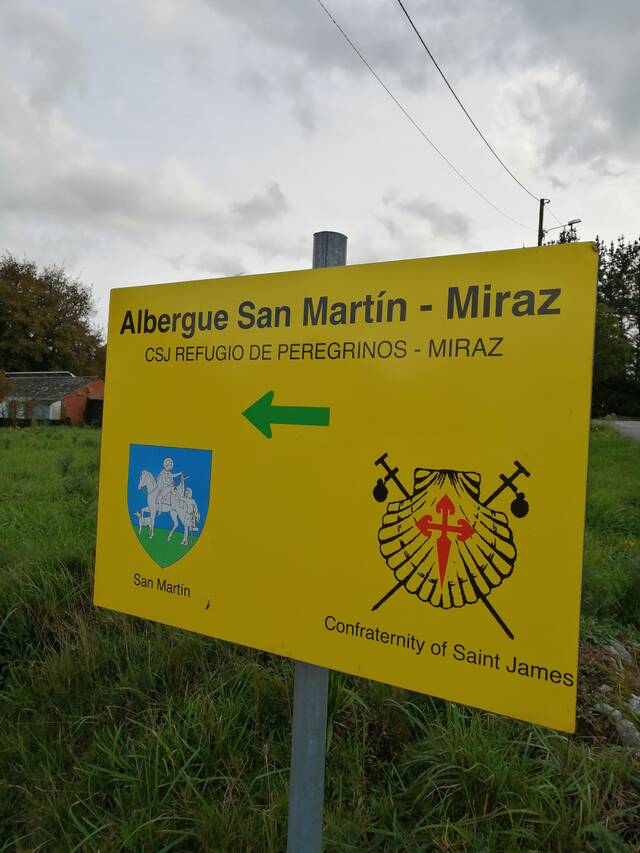 Albergue San Martín - Miraz
CSJ REFUGIO DE PEREGRINOS - MIRAZ
San Martín
Confraternity of Saint James